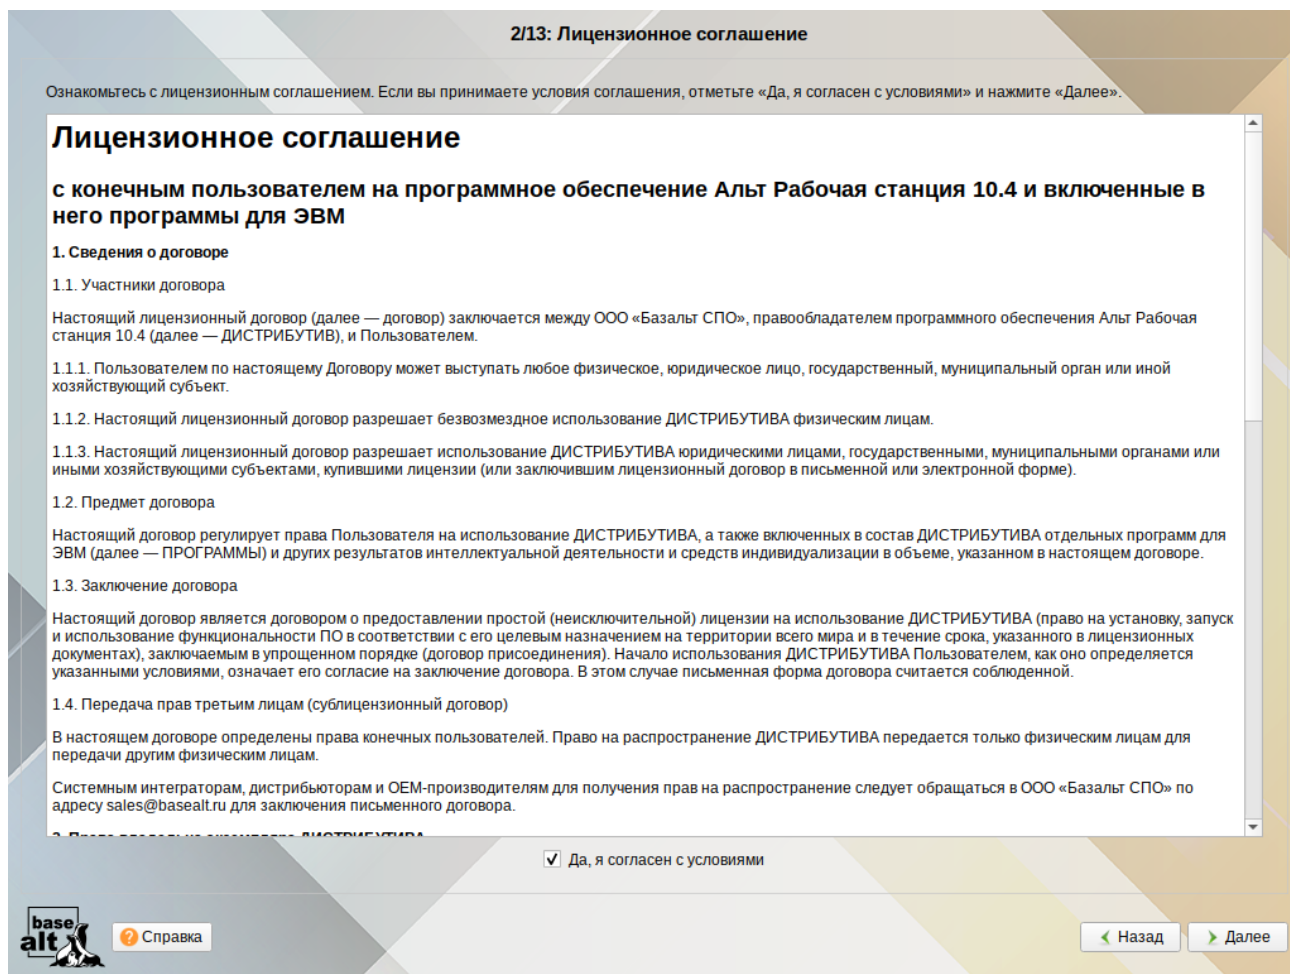 2/13: Лицензионное соглашение
Ознакомьтесь с лицензионным соглашением. Если вы принимаете условия соглашения, отметьте «Да, я согласен с условиями» и нажмите «Далее».
Лицензионное соглашение
с конечным пользователем на программное обеспечение Альт Рабочая станция 10.4 и включенные в
него программы для ЭВМ
1. Сведения о договоре
1.1. Участники договора
Настоящий лицензионный договор (далее — договор) заключается между ООО «Базальт СПО», правообладателем программного обеспечения Альт Рабочая
станция 10.4 (далее — ДИСТРИБУТИВ), и Пользователем.
1.1.1. Пользователем по настоящему Договору может выступать любое физическое, юридическое лицо, государственный, муниципальный орган или иной
хозяйствующий субъект.
1.1.2. Настоящий лицензионный договор разрешает безвозмездное использование ДИСТРИБУТИВА физическим лицам.
1.1.3. Настоящий лицензионный договор разрешает использование ДИСТРИБУТИВА юридическими лицами, государственными, муниципальными органами или
иными хозяйствующими субъектами, купившими лицензии (или заключившим лицензионный договор в письменной или электронной форме).
1.2. Предмет договора
Настоящий договор регулирует права Пользователя на использование ДИСТРИБУТИВА, а также включенных в состав ДИСТРИБУТИВА отдельных программ для
ЭВМ (далее — ПРОГРАММЫ) и других результатов интеллектуальной деятельности и средств индивидуализации в объеме, указанном в настоящем договоре.
1.3. Заключение договора
Настоящий договор является договором о предоставлении простой (неисключительной) лицензии на использование ДИСТРИБУТИВА (право на установку, запуск
и использование функциональности ПО в соответствии с его целевым назначением на территории всего мира и в течение срока, указанного в лицензионных
документах), заключаемым в упрощенном порядке (договор присоединения). Начало использования ДИСТРИБУТИВА Пользователем, как оно определяется
указанными условиями, означает его согласие на заключение договора. В этом случае письменная форма договора считается соблюденной.
1.4. Передача прав третьим лицам (сублицензионный договор)
В настоящем договоре определены права конечных пользователей. Право на распространение ДИСТРИБУТИВА передается только физическим лицам для
передачи другим физическим лицам.
Системным интеграторам, дистрибьюторам и OEM-производителям для получения прав на распространение следует обращаться в ООО «Базальт СПО» по
адресу sales@basealt.ru для заключения письменного договора.
Да, я согласен с условиями
base
alt
Справка
Назад
Далее